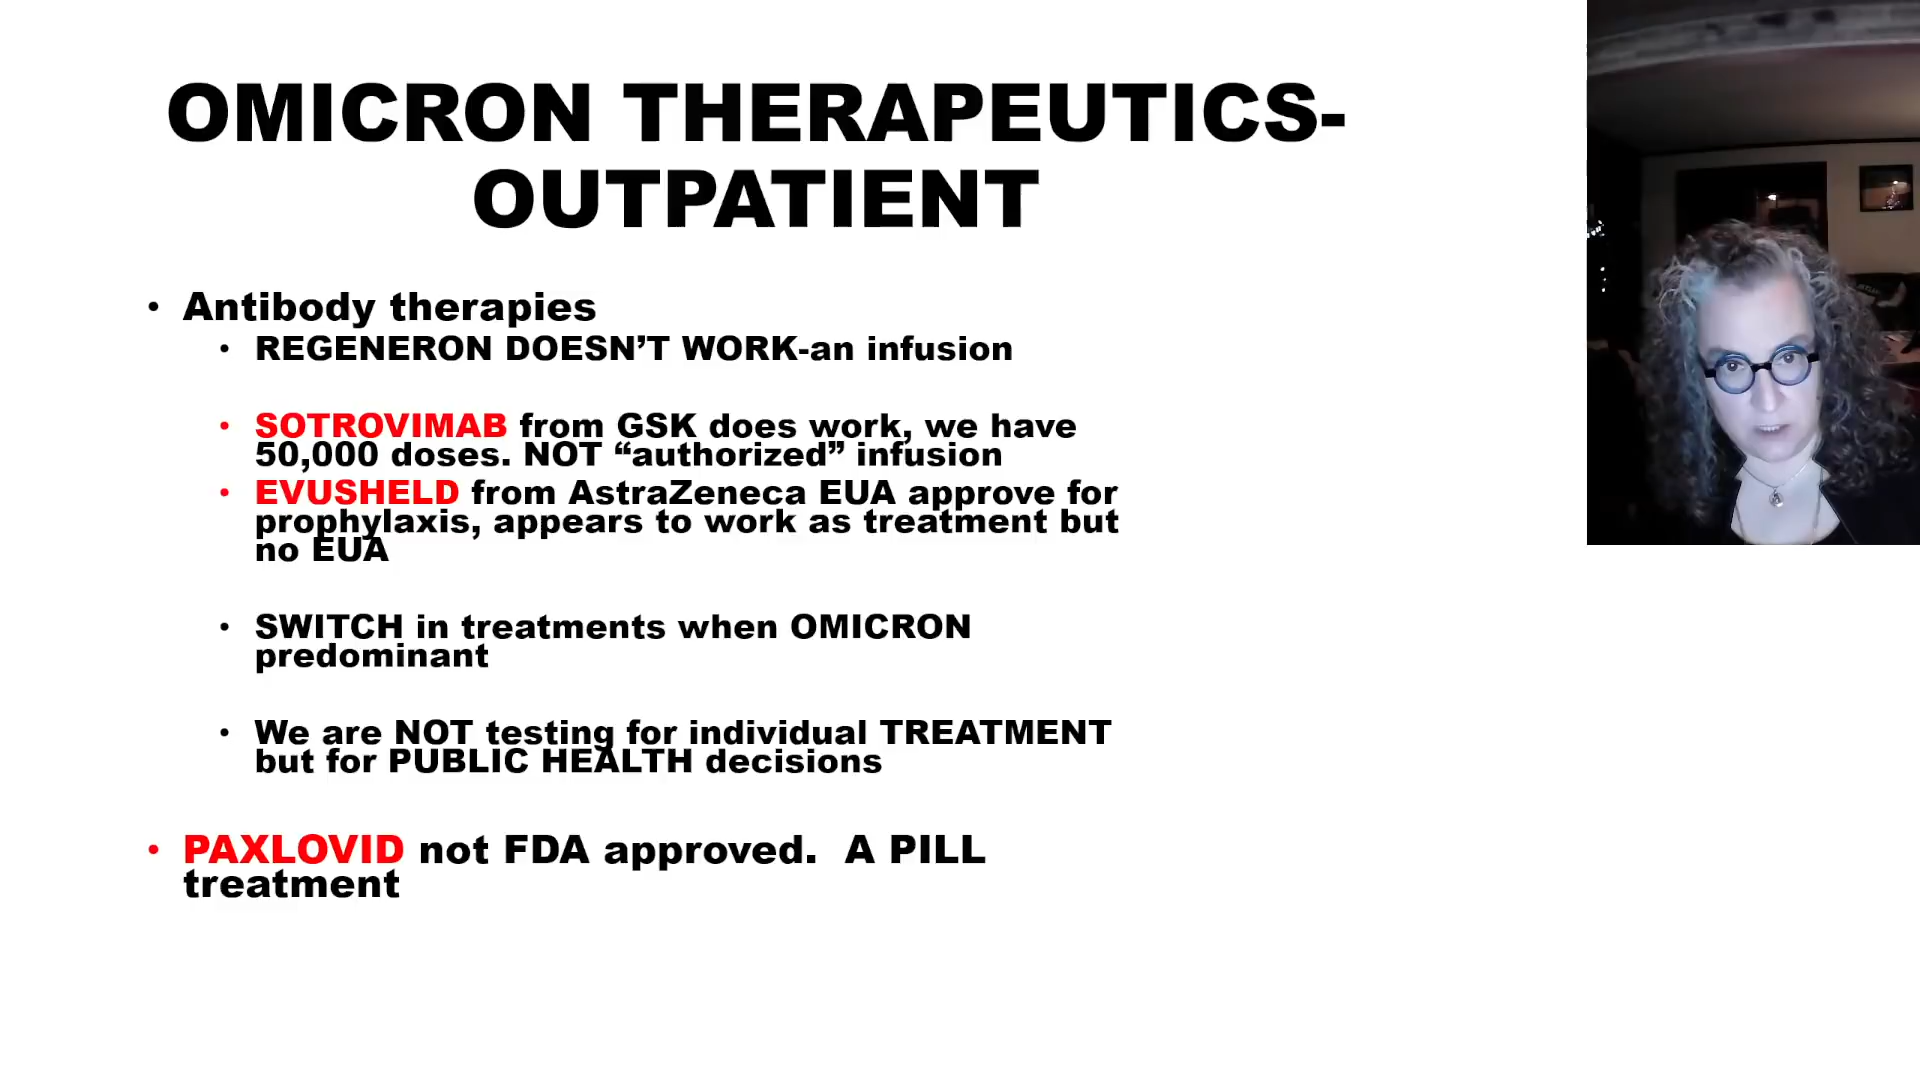 OMICRON THERAPEUTICS-
OUTPATIENT
• Antibody therapies
• REGENERON DOESN’T WORK-an infusion
• SOTROVIMAB from GSK does work, we have
50,000 doses. NOT “authorized” infusion
• EVUSHELD from AstraZeneca EUA approve for
prophylaxis, appears to work as treatment but
no EUA
• SWITCH in treatments when OMICRON
predominant
• We are NOT testing for individual TREATMENT
but for PUBLIC HEALTH decisions
• PAXLOVID not FDA approved.  A PILL
treatment